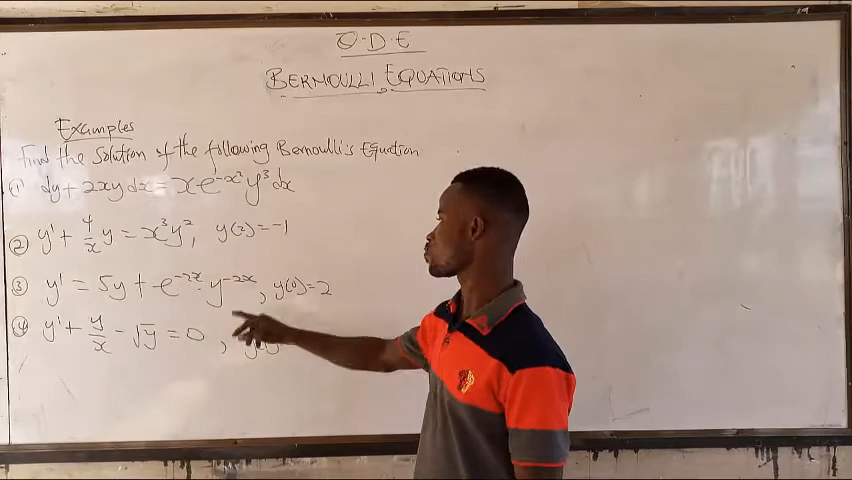 O.D.E
BERMOULLI EQUATIONS
Examples
Find the Solution of the following Bernoulli's Equation
① dy + 2xy dx = xe^{-x²} y³ dx
② y' + 4/x y = x³y², y(2) = -1
③ y' = 5y + e^{-2x} y^{-2x}, y(0) = 2
④ y' + y/x - √y = 0,